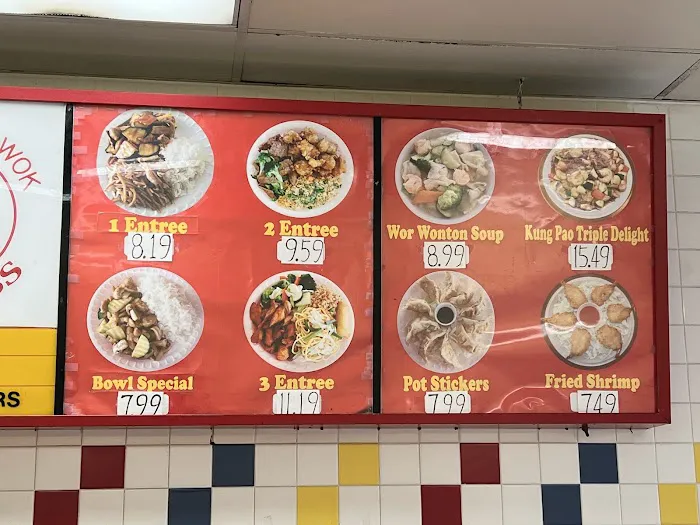 WOK
RS
1 Entree
8.19
2 Entree
9.59
Bowl Special
7.99
3 Entree
11.19
Wor Wonton Soup
8.99
Kung Pao Triple Delight
15.49
Pot Stickers
7.99
Fried Shrimp
7.49